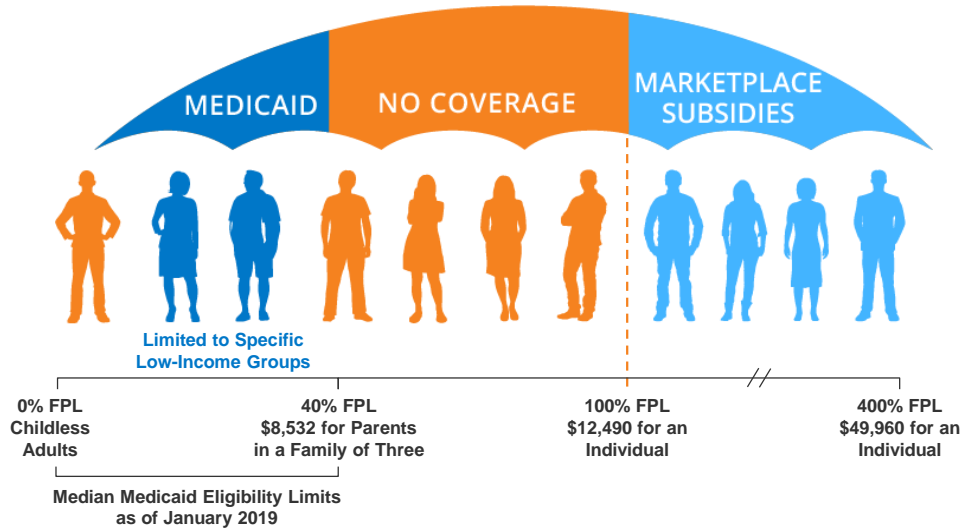 MEDICAID
NO COVERAGE
MARKETPLACE
SUBSIDIES
Limited to Specific
Low-Income Groups
0% FPL
Childless
Adults
40% FPL
$8,532 for Parents
in a Family of Three
100% FPL
$12,490 for an
Individual
400% FPL
$49,960 for an
Individual
Median Medicaid Eligibility Limits
as of January 2019